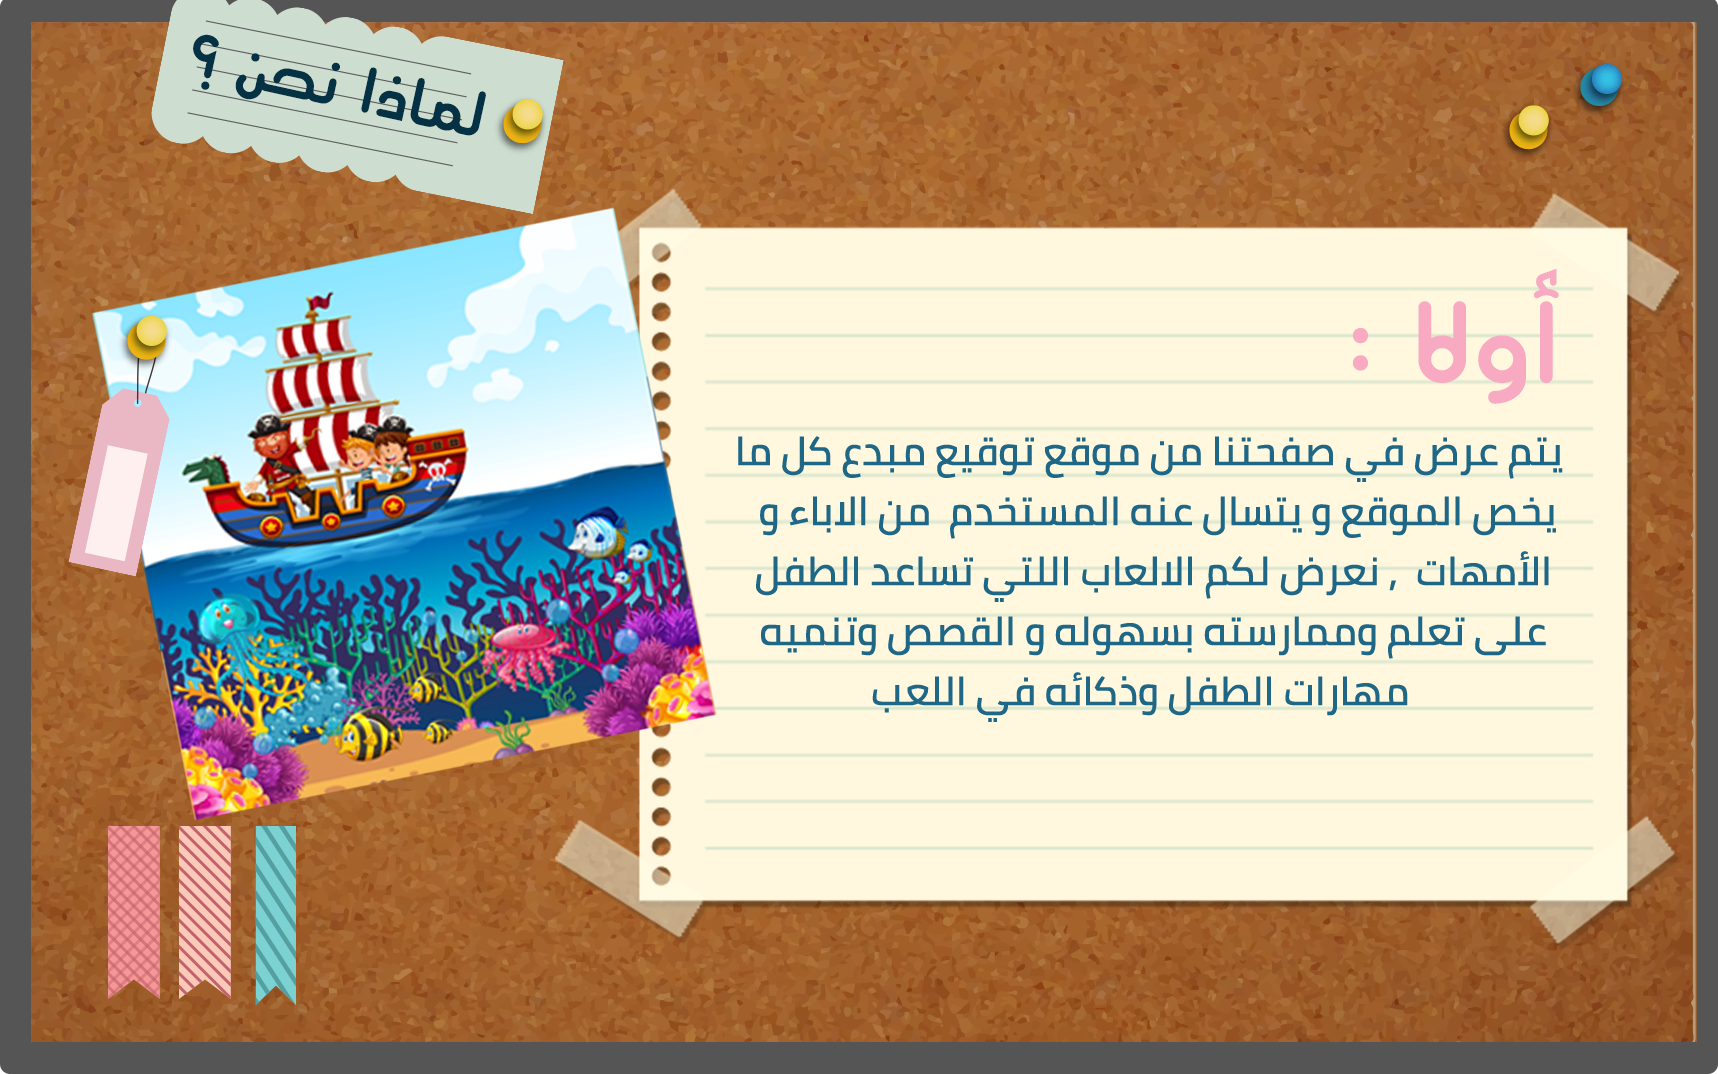 لماذا نحن ؟
أولا :
يتم عرض في صفحتنا من موقع توقيع مبدع كل ما
يخص الموقع و يتسال عنه المستخدم من الاباء و
الأمهات , نعرض لكم الالعاب اللتي تساعد الطفل
على تعلم وممارسته بسهوله و القصص وتنميه
مهارات الطفل وذكائه في اللعب